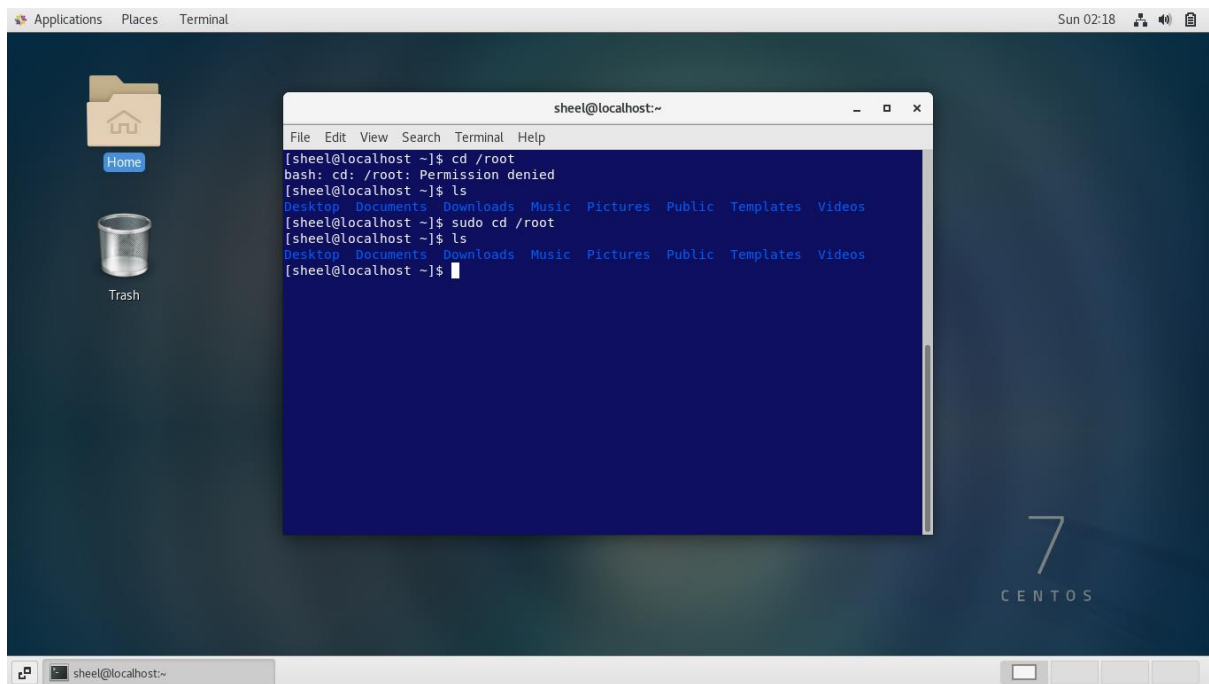 Applications Places Terminal Sun 02:18
Home
Trash
sheel@localhost:~
File Edit View Search Terminal Help
[sheel@localhost ~]$ cd /root
bash: cd: /root: Permission denied
[sheel@localhost ~]$ ls
Desktop Documents Downloads Music Pictures Public Templates Videos
[sheel@localhost ~]$ sudo cd /root
[sheel@localhost ~]$ ls
Desktop Documents Downloads Music Pictures Public Templates Videos
[sheel@localhost ~]$
7
CENTOS
sheel@localhost:~